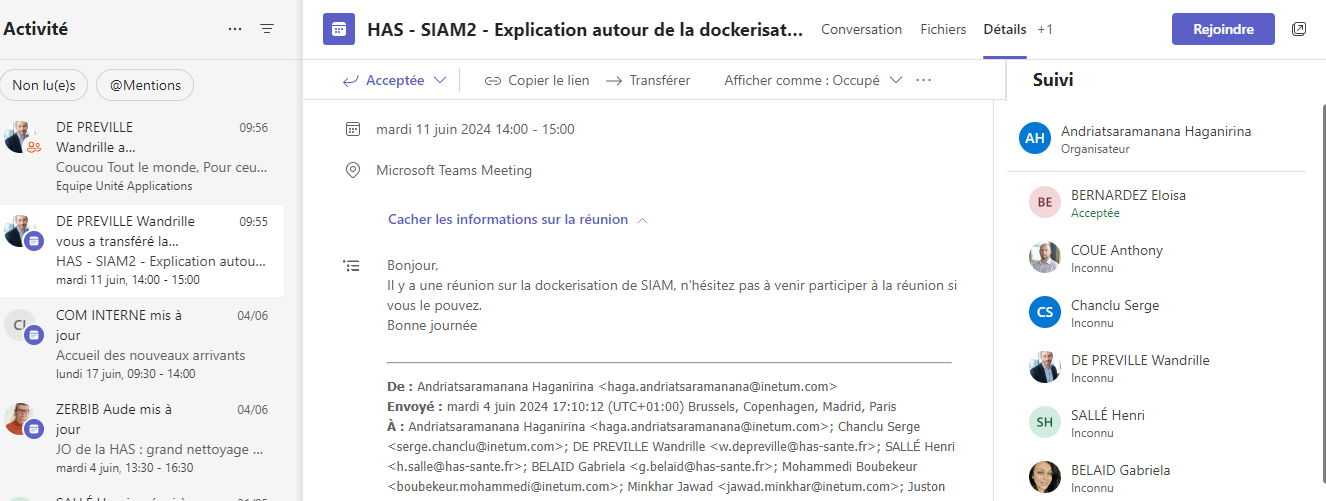 Activité
Non lu(e)s
@Mentions
DE PREVILLE
09:56
Wandrille a...
Coucou Tout le monde, Pour ceu...
Equipe Unité Applications
DE PREVILLE Wandrille
09:55
vous a transféré la...
HAS - SIAM2 - Explication autou...
mardi 11 juin, 14:00 - 15:00
CI
COM INTERNE mis à
04/06
jour
Accueil des nouveaux arrivants
lundi 17 juin, 09:30 - 14:00
ZERBIB Aude mis à
04/06
jour
JO de la HAS : grand nettoyage ...
mardi 4 juin, 13:30 - 16:30
HAS - SIAM2 - Explication autour de la dockerisat...
Conversation
Fichiers
Détails
+1
Rejoindre
Acceptée
Copier le lien
Transférer
Afficher comme : Occupé
mardi 11 juin 2024 14:00 - 15:00
Microsoft Teams Meeting
Cacher les informations sur la réunion
Bonjour,
Il y a une réunion sur la dockerisation de SIAM, n'hésitez pas à venir participer à la réunion si
vous le pouvez.
Bonne journée
De : Andriatsaramanana Haganirina <haga.andriatsaramanana@inetum.com>
Envoyé : mardi 4 juin 2024 17:10:12 (UTC+01:00) Brussels, Copenhagen, Madrid, Paris
À : Andriatsaramanana Haganirina <haga.andriatsaramanana@inetum.com>; Chanclu Serge
<serge.chanclu@inetum.com>; DE PREVILLE Wandrille <w.depreville@has-sante.fr>; SALLÉ Henri
<h.salle@has-sante.fr>; BELAID Gabriela <g.belaid@has-sante.fr>; Mohammedi Boubekeur
<boubekeur.mohammedi@inetum.com>; Minkhar Jawad <jawad.minkhar@inetum.com>; Juston
Suivi
AH
Andriatsaramanana Haganirina
Organisateur
BE
BERNARDEZ Eloisa
Acceptée
COUE Anthony
Inconnu
CS
Chanclu Serge
Inconnu
DE PREVILLE Wandrille
Inconnu
SH
SALLÉ Henri
Inconnu
BELAID Gabriela
Inconnu